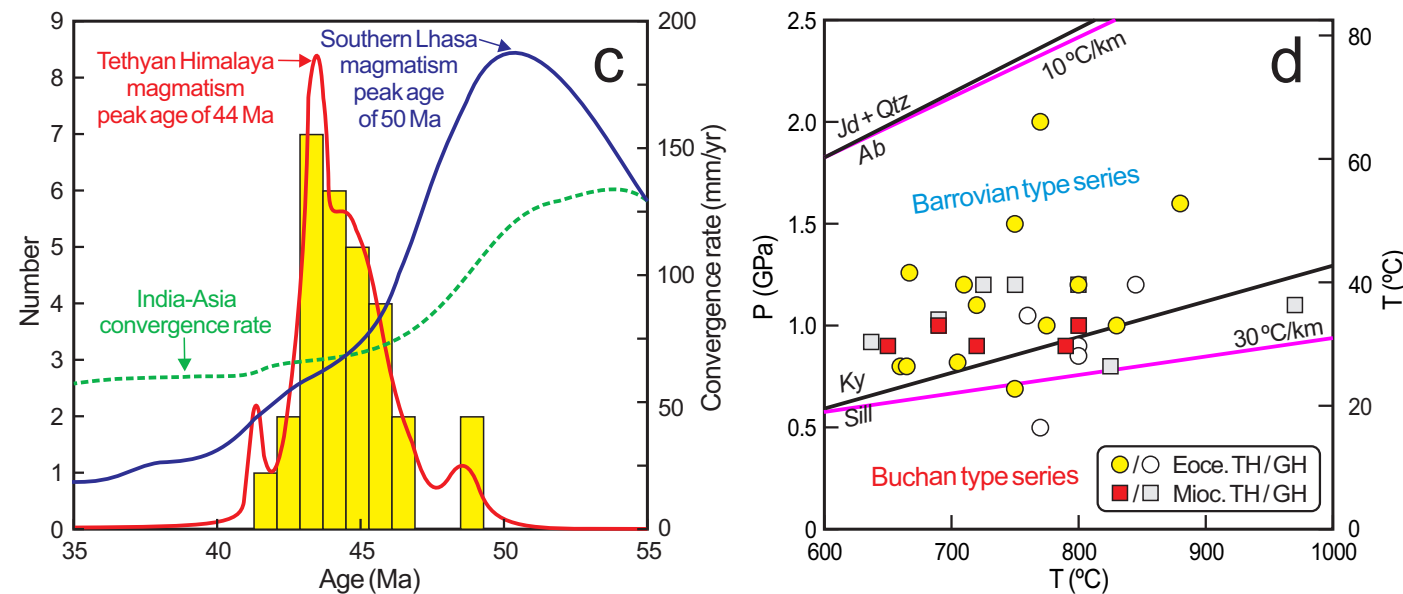 c
Tethyan Himalaya
magmatism
peak age of 44 Ma
Southern Lhasa
magmatism
peak age
of 50 Ma
India-Asia
convergence rate
Number
9
8
7
6
5
4
3
2
1
0
35
40
45
50
55
Age (Ma)
200
150
100
50
0
Convergence rate (mm/yr)
d
P (GPa)
2.5
2.0
1.5
1.0
0.5
0
600
700
800
900
1000
T (ºC)
80
60
40
20
0
T (ºC)
10 ºC/km
Jd + Qtz
Ab
Barrovian type series
30 ºC/km
Ky
Sill
Buchan type series
/ Eoce. TH / GH
/ Mioc. TH / GH